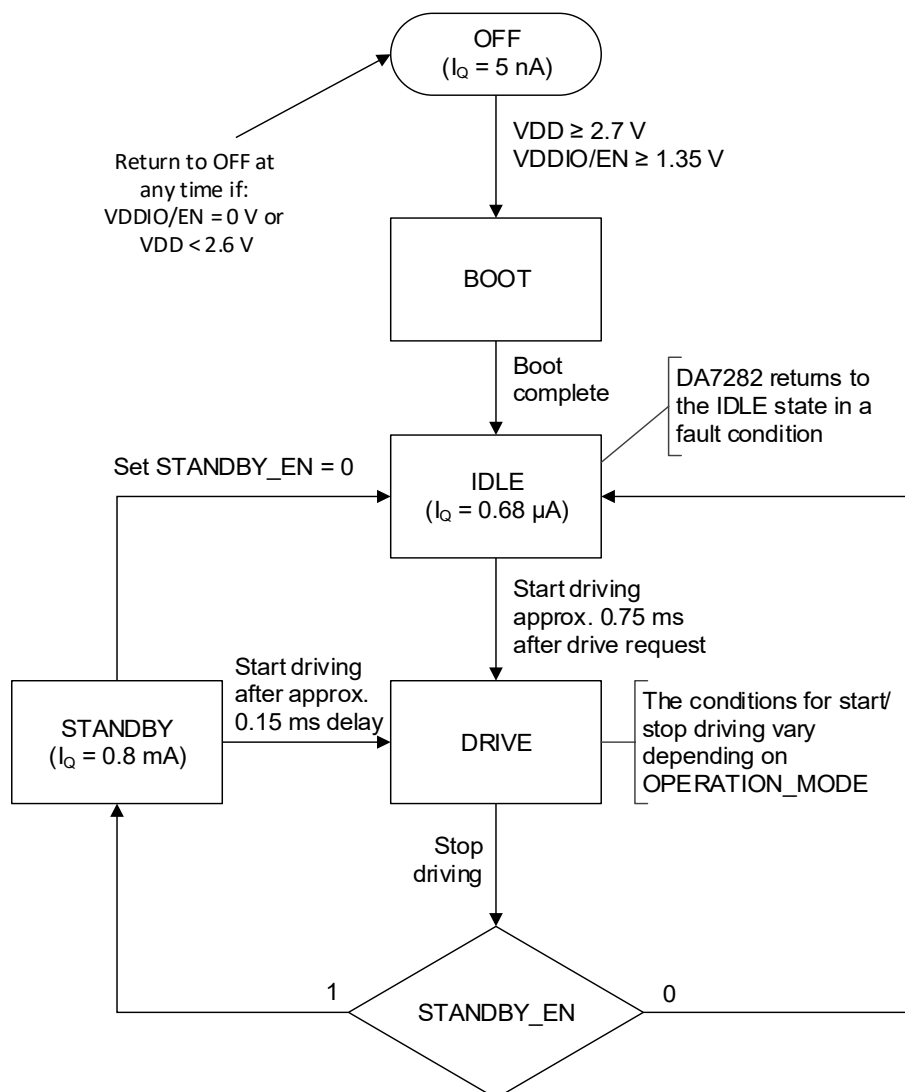 OFF
(IQ = 5 nA)
VDD ≥ 2.7 V
VDDIO/EN ≥ 1.35 V
Return to OFF at
any time if:
VDDIO/EN = 0 V or
VDD < 2.6 V
BOOT
Boot
complete
DA7282 returns to
the IDLE state in a
fault condition
Set STANDBY_EN = 0
IDLE
(IQ = 0.68 µA)
Start driving
approx. 0.75 ms
after drive request
Start driving
after approx.
0.15 ms delay
STANDBY
(IQ = 0.8 mA)
DRIVE
The conditions for start/
stop driving vary
depending on
OPERATION_MODE
Stop
driving
1
STANDBY_EN
0